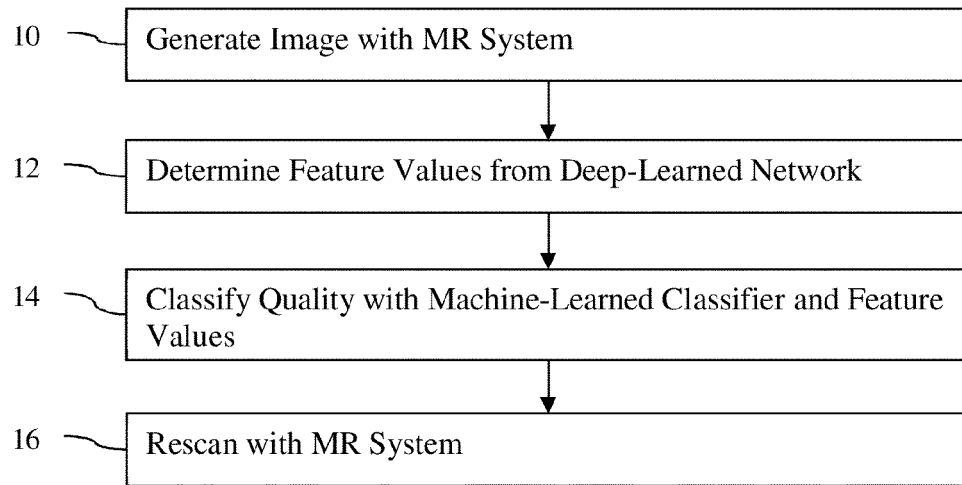 10 Generate Image with MR System
12 Determine Feature Values from Deep-Learned Network
14 Classify Quality with Machine-Learned Classifier and Feature
Values
16 Rescan with MR System